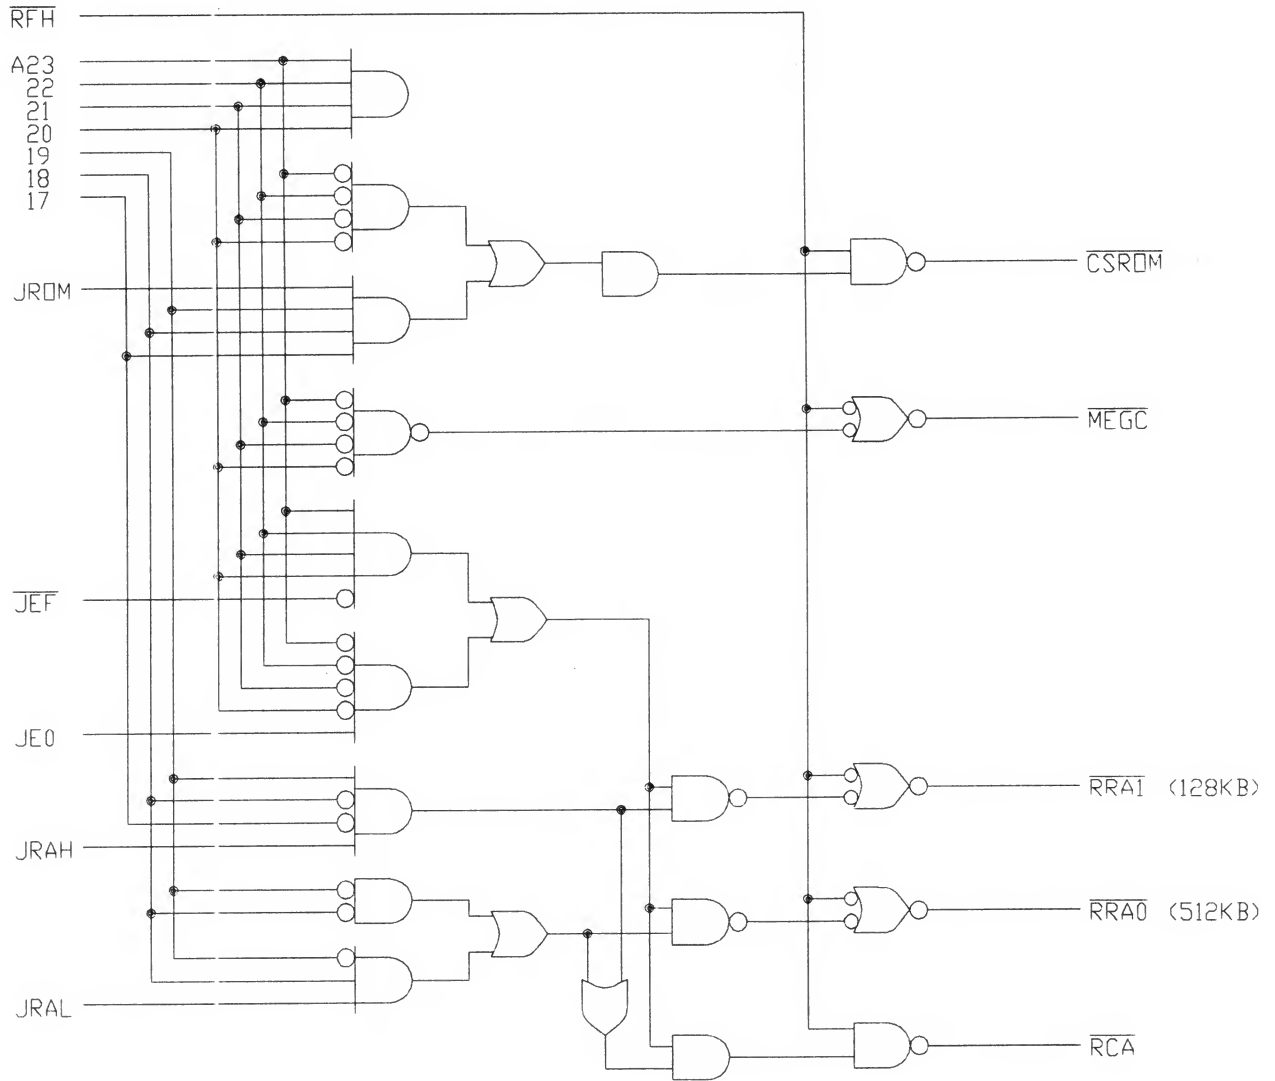 RFH
A23
22
21
20
19
18
17
CSROM
JROM
MEGC
JEF
JE0
RRA1 (128KB)
JRAH
RRA0 (512KB)
JRAL
RCA